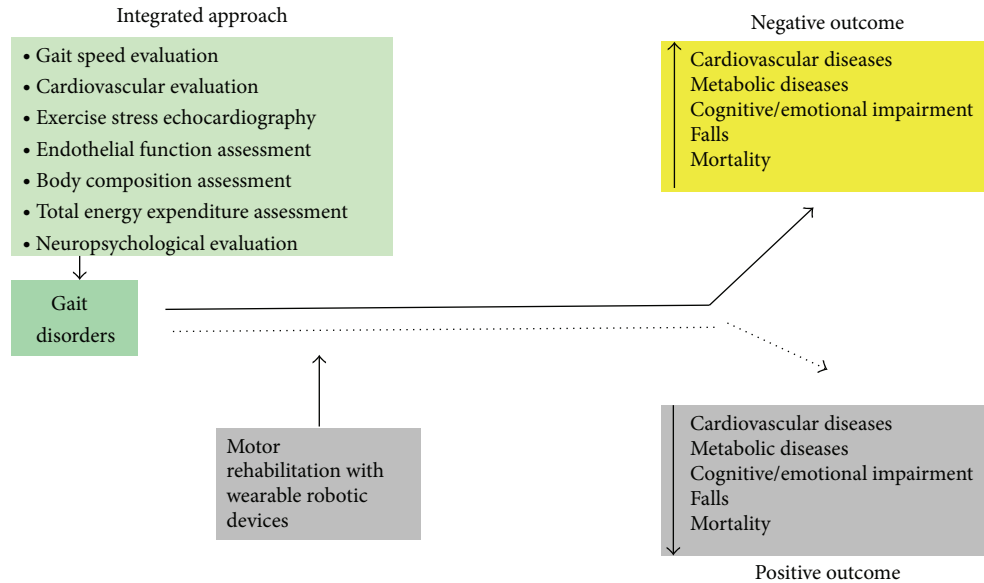 Integrated approach
• Gait speed evaluation
• Cardiovascular evaluation
• Exercise stress echocardiography
• Endothelial function assessment
• Body composition assessment
• Total energy expenditure assessment
• Neuropsychological evaluation
Gait
disorders
Motor
rehabilitation with
wearable robotic
devices
Negative outcome
Cardiovascular diseases
Metabolic diseases
Cognitive/emotional impairment
Falls
Mortality
Cardiovascular diseases
Metabolic diseases
Cognitive/emotional impairment
Falls
Mortality
Positive outcome